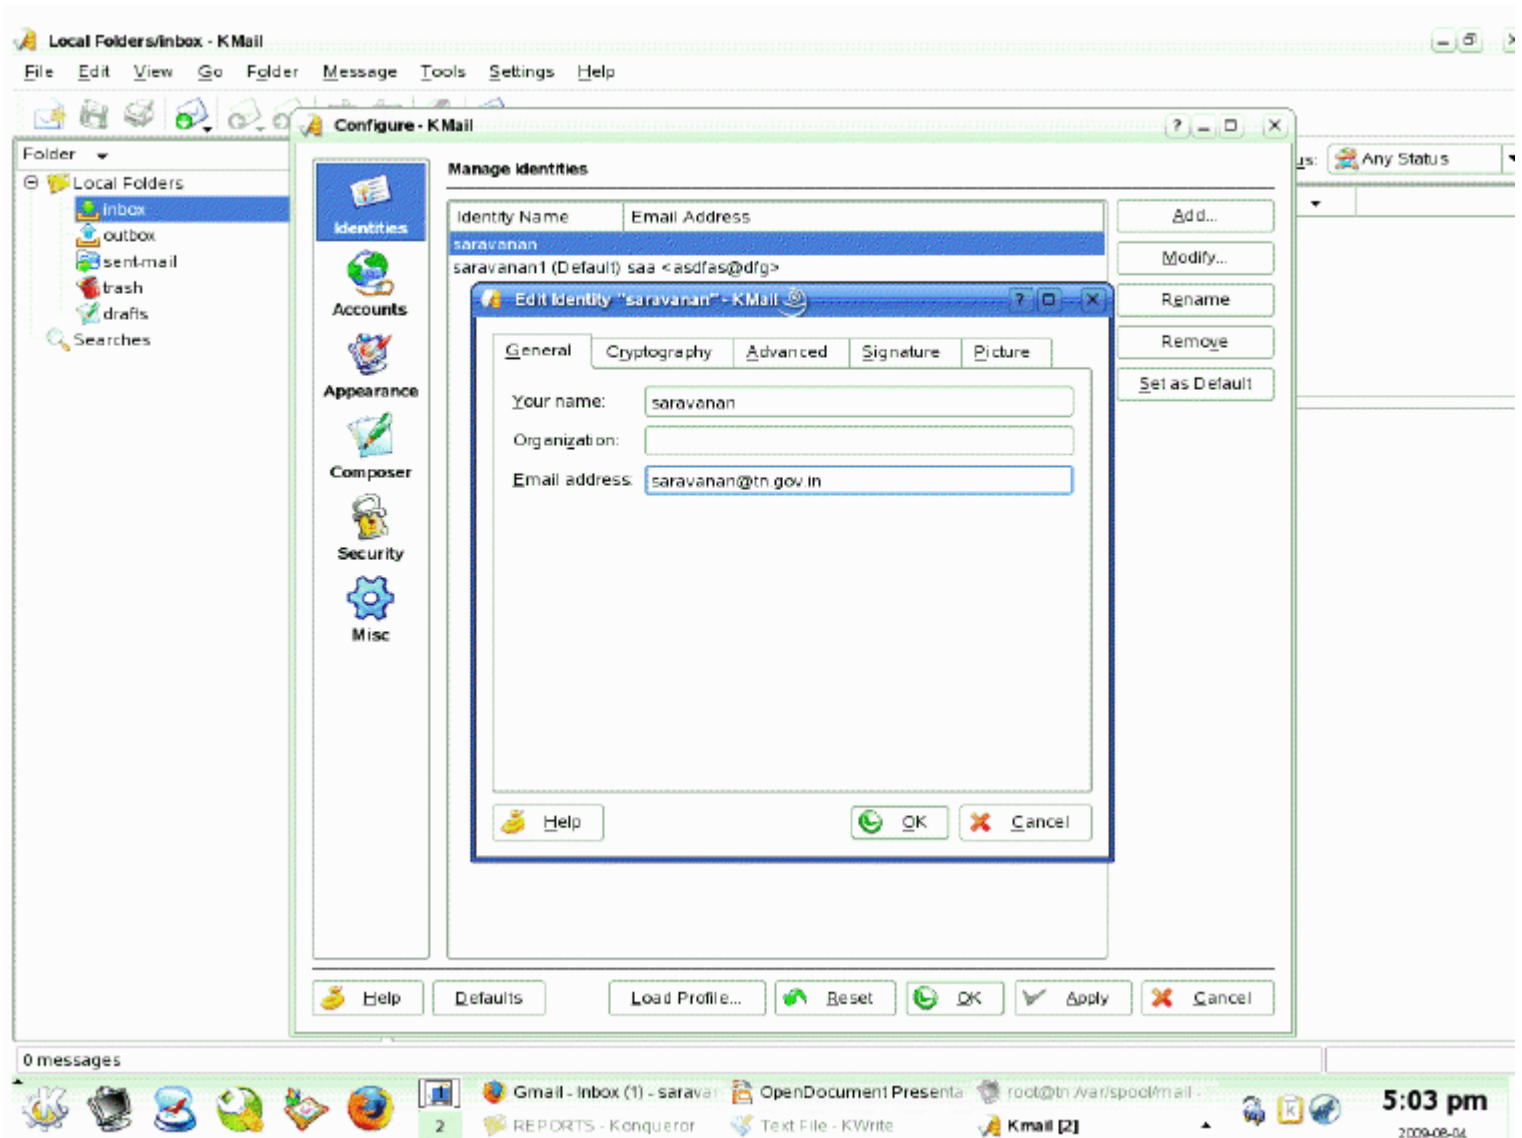 Local Folders/inbox - KMail
File Edit View Go Folder Message Tools Settings Help
Configure - KMail
Folder
Local Folders
inbox
outbox
sent-mail
trash
drafts
Searches
us: Any Status
Identities
Accounts
Appearance
Composer
Security
Misc
Manage Identities
Identity Name Email Address
saravanan
saravanan1 (Default) saa <asdfas@dfg>
Add...
Modify...
Rename
Remove
Set as Default
Edit Identity "saravanan" - KMail
General Cryptography Advanced Signature Picture
Your name: saravanan
Organization:
Email address: saravanan@tn.gov.in
Help OK Cancel
Help Defaults Load Profile... Reset OK Apply Cancel
0 messages
1 Gmail - Inbox (1) - saravan OpenDocument Presenta root@tn:/var/spool/mail -
2 REPORTS - Konqueror Text File - KWrite Kmail [2]
5:03 pm
2009-08-04